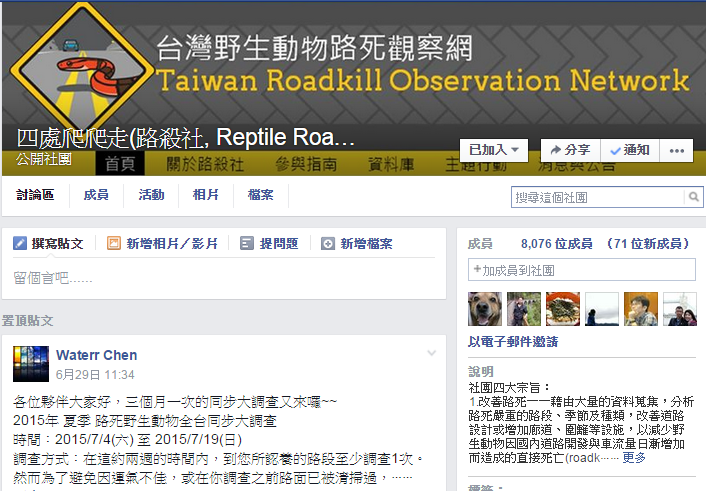 台灣野生動物路死觀察網
Taiwan Roadkill Observation Network
四處爬爬走(路殺社, Reptile Roa…
公開社團
已加入
分享
通知
首頁
關於路殺社
參與指南
資料庫
主題行動
消息與公告
討論區
成員
活動
相片
檔案
搜尋這個社團
撰寫貼文
新增相片／影片
提問題
新增檔案
留個言吧......
置頂貼文
Waterr Chen
6月29日 11:34
各位夥伴大家好，三個月一次的同步大調查又來囉~~
2015年 夏季 路死野生動物全台同步大調查
時間：2015/7/4(六) 至 2015/7/19(日)
調查方式：在這約兩週的時間內，到您所認養的路段至少調查1次。
然而為了避免因運氣不佳，或在你調查之前路面已被清掃過，……
成員
8,076 位成員 （71 位新成員）
+加成員到社團
以電子郵件邀請
說明
社團四大宗旨：
1.改善路死——藉由大量的資料蒐集，分析
路死嚴重的路段、季節及種類，改善道路
設計或增加廊道、圍籬等設施，以減少野
生動物因國內道路開發與車流量日漸增加
而造成的直接死亡(roadk…… 更多